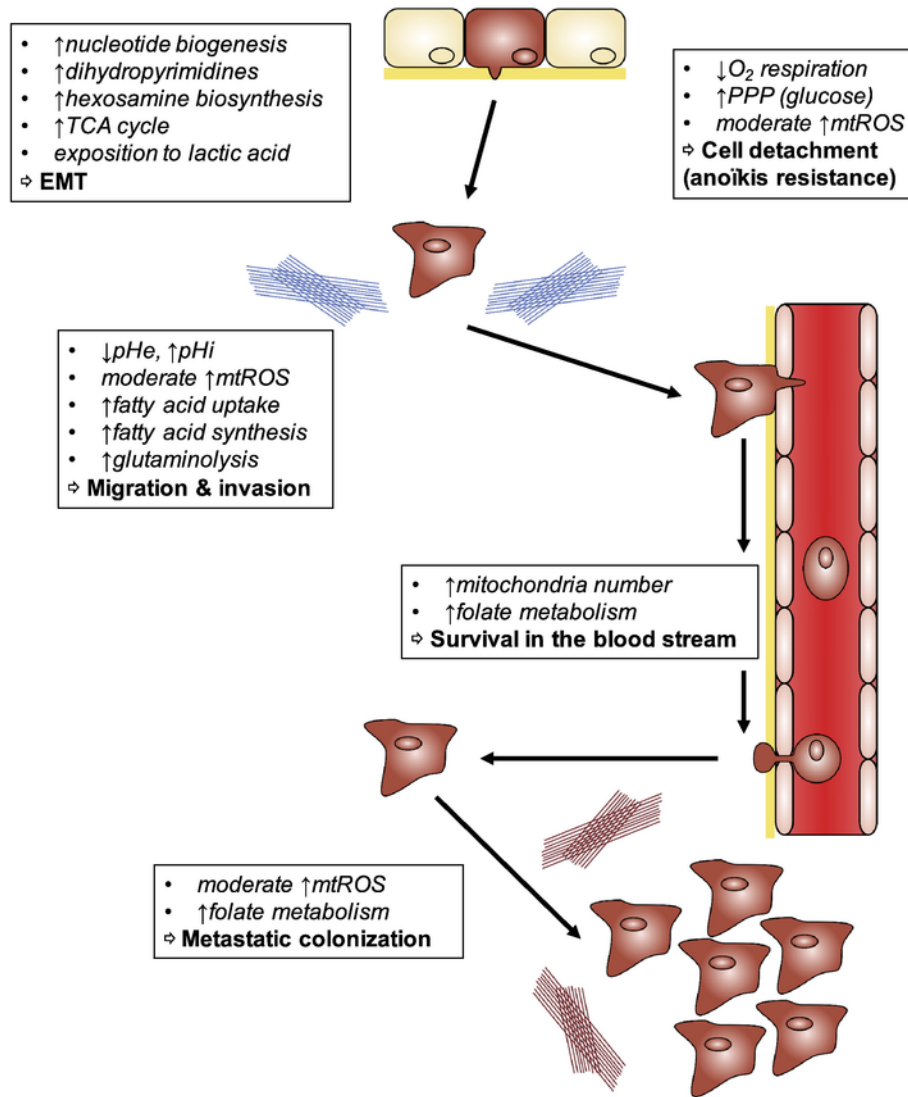 • ↑nucleotide biogenesis
• ↑dihydropyrimidines
• ↑hexosamine biosynthesis
• ↑TCA cycle
• exposition to lactic acid
⇨ EMT
• ↓O₂ respiration
• ↑PPP (glucose)
• moderate ↑mtROS
⇨ Cell detachment
(anoïkis resistance)
• ↓pHe, ↑pHi
• moderate ↑mtROS
• ↑fatty acid uptake
• ↑fatty acid synthesis
• ↑glutaminolysis
⇨ Migration & invasion
• ↑mitochondria number
• ↑folate metabolism
⇨ Survival in the blood stream
• moderate ↑mtROS
• ↑folate metabolism
⇨ Metastatic colonization